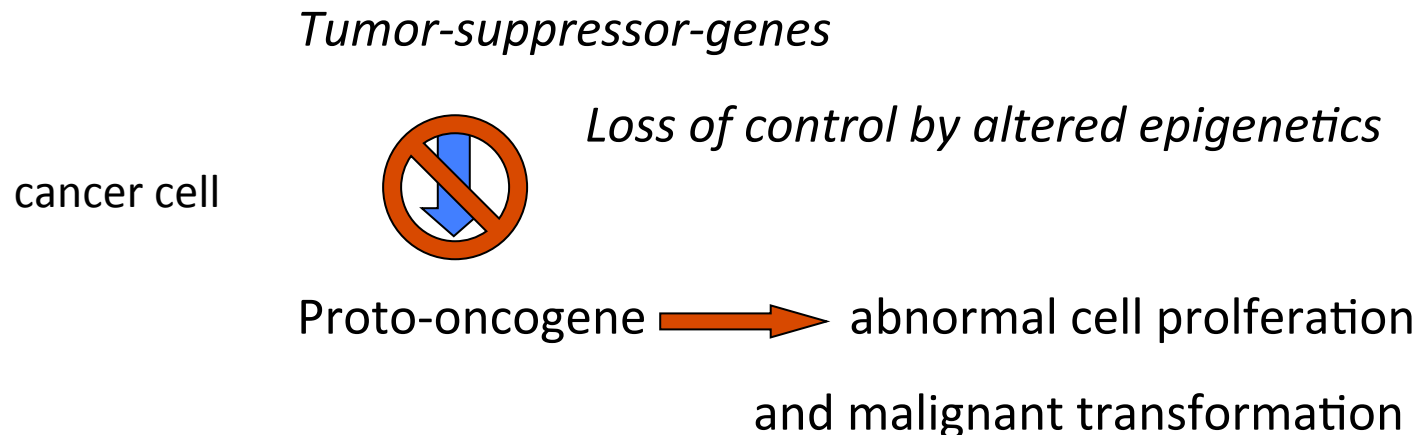 Tumor-suppressor-genes
Loss of control by altered epigenetics
cancer cell
Proto-oncogene abnormal cell prolferation
and malignant transformation